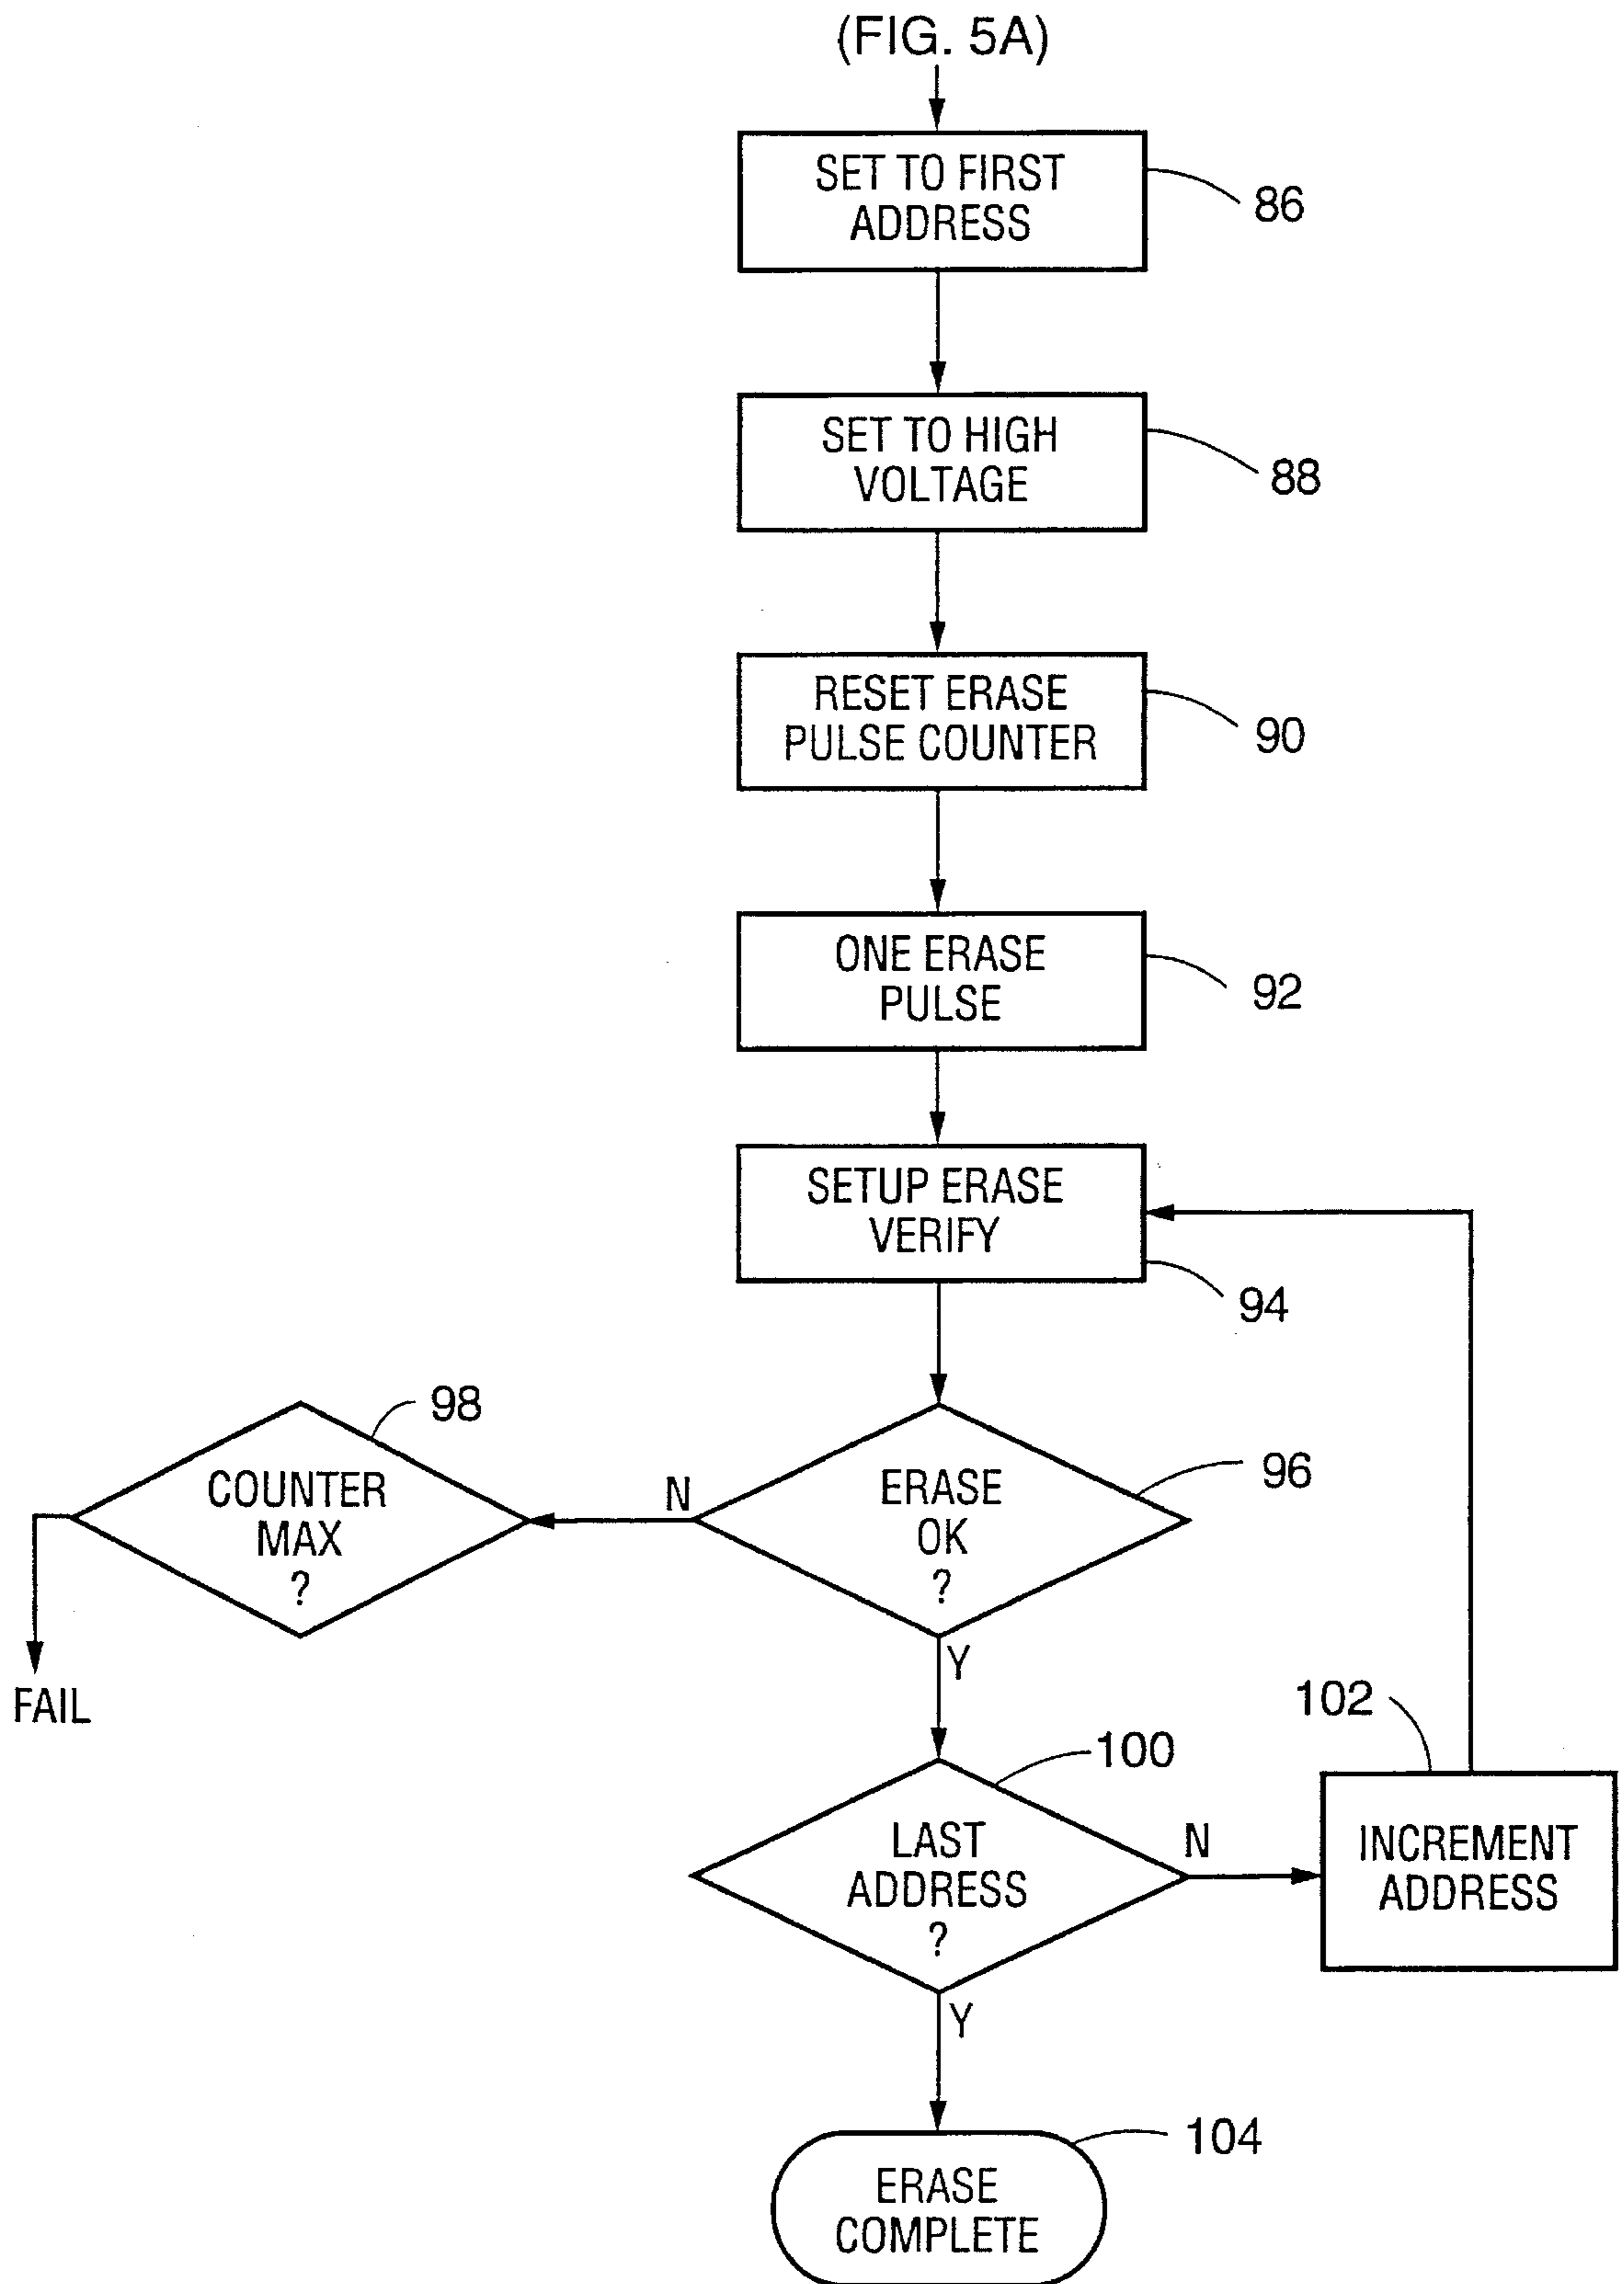 (FIG. 5A)
SET TO FIRST
ADDRESS
86
SET TO HIGH
VOLTAGE
88
RESET ERASE
PULSE COUNTER
90
ONE ERASE
PULSE
92
SETUP ERASE
VERIFY
94
98
COUNTER
MAX
?
N
ERASE
OK
?
96
FAIL
Y
100
LAST
ADDRESS
?
N
102
INCREMENT
ADDRESS
Y
104
ERASE
COMPLETE